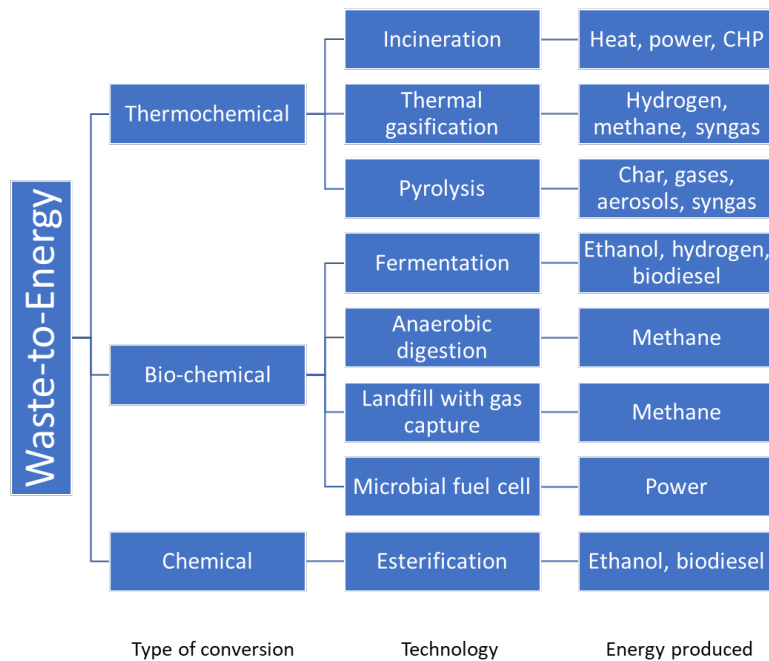 Waste-to-Energy
Thermochemical
Incineration
Heat, power, CHP
Thermal
gasification
Hydrogen,
methane, syngas
Pyrolysis
Char, gases,
aerosols, syngas
Bio-chemical
Fermentation
Ethanol, hydrogen,
biodiesel
Anaerobic
digestion
Methane
Landfill with gas
capture
Methane
Microbial fuel cell
Power
Chemical
Esterification
Ethanol, biodiesel
Type of conversion
Technology
Energy produced